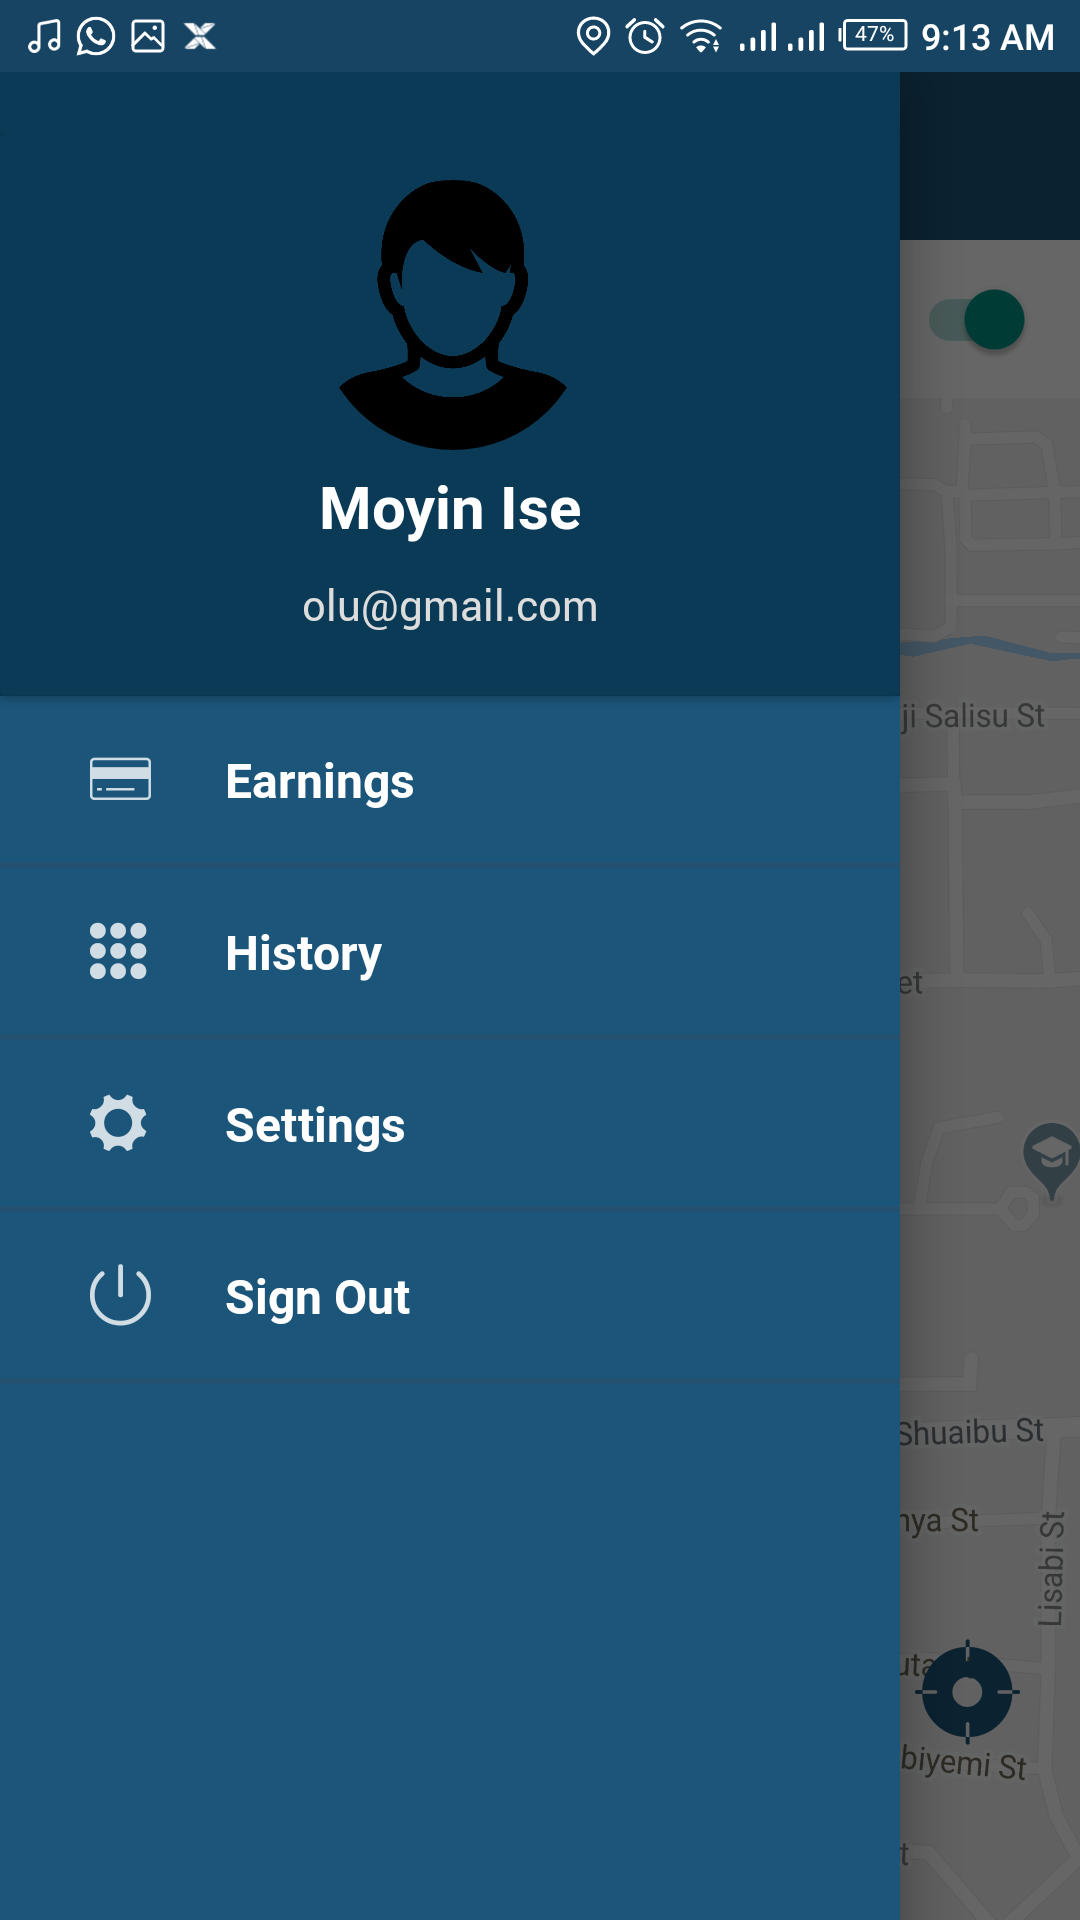 47% 9:13 AM
Moyin Ise
olu@gmail.com
Earnings
History
Settings
Sign Out
ji Salisu St
et
Shuaibu St
nya St
Lisabi St
uta
biyemi St
t